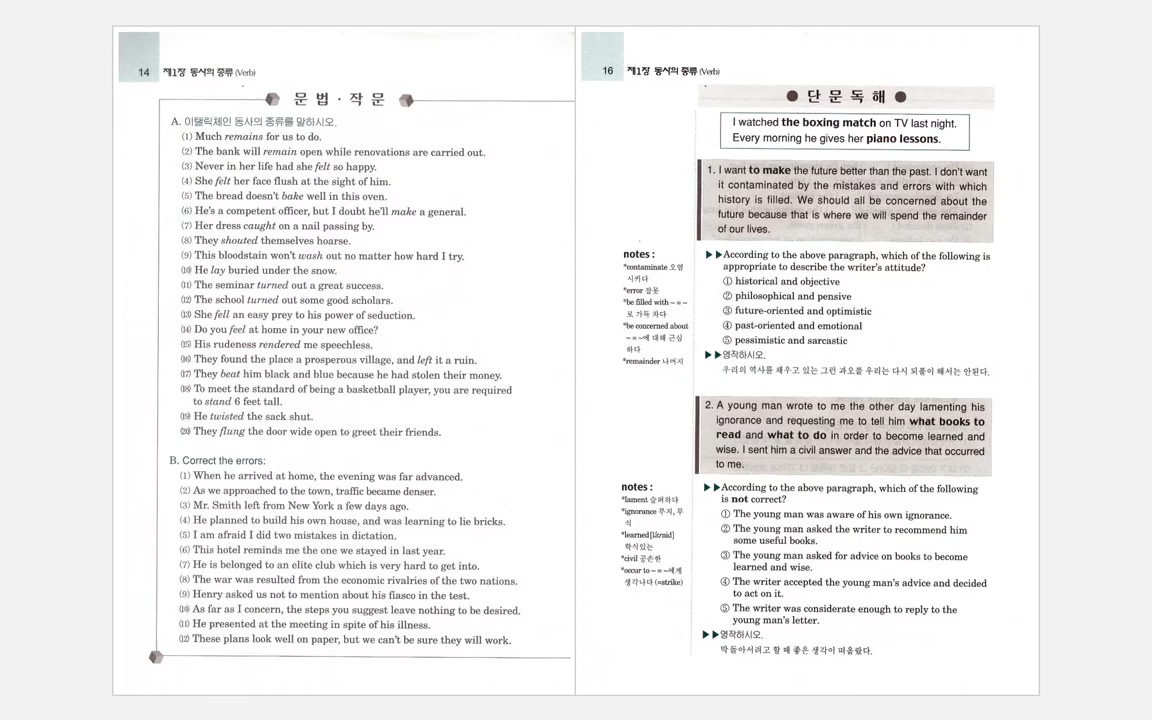 14 제1장 동사의 종류 (Verb)
문 법 · 작 문
A. 이탤릭체인 동사의 종류를 말하시오.
(1) Much remains for us to do.
(2) The bank will remain open while renovations are carried out.
(3) Never in her life had she felt so happy.
(4) She felt her face flush at the sight of him.
(5) The bread doesn't bake well in this oven.
(6) He's a competent officer, but I doubt he'll make a general.
(7) Her dress caught on a nail passing by.
(8) They shouted themselves hoarse.
(9) This bloodstain won't wash out no matter how hard I try.
(10) He lay buried under the snow.
(11) The seminar turned out a great success.
(12) The school turned out some good scholars.
(13) She fell an easy prey to his power of seduction.
(14) Do you feel at home in your new office?
(15) His rudeness rendered me speechless.
(16) They found the place a prosperous village, and left it a ruin.
(17) They beat him black and blue because he had stolen their money.
(18) To meet the standard of being a basketball player, you are required
to stand 6 feet tall.
(19) He twisted the sack shut.
(20) They flung the door wide open to greet their friends.
B. Correct the errors:
(1) When he arrived at home, the evening was far advanced.
(2) As we approached to the town, traffic became denser.
(3) Mr. Smith left from New York a few days ago.
(4) He planned to build his own house, and was learning to lie bricks.
(5) I am afraid I did two mistakes in dictation.
(6) This hotel reminds me the one we stayed in last year.
(7) He is belonged to an elite club which is very hard to get into.
(8) The war was resulted from the economic rivalries of the two nations.
(9) Henry asked us not to mention about his fiasco in the test.
(10) As far as I concern, the steps you suggest leave nothing to be desired.
(11) He presented at the meeting in spite of his illness.
(12) These plans look well on paper, but we can't be sure they will work.
16 제1장 동사의 종류 (Verb)
● 단 문 독 해 ●
I watched the boxing match on TV last night.
Every morning he gives her piano lessons.
1. I want to make the future better than the past. I don't want
it contaminated by the mistakes and errors with which
history is filled. We should all be concerned about the
future because that is where we will spend the remainder
of our lives.
notes :
*contaminate 오염
시키다
*error 잘못
*be filled with ~ = ~
로 가득 차다
*be concerned about
~ = ~에 대해 근심
하다
*remainder 나머지
▶▶According to the above paragraph, which of the following is
appropriate to describe the writer's attitude?
① historical and objective
② philosophical and pensive
③ future-oriented and optimistic
④ past-oriented and emotional
⑤ pessimistic and sarcastic
▶▶영작하시오.
우리의 역사를 채우고 있는 그런 과오를 우리는 다시 되풀이 해서는 안된다.
2. A young man wrote to me the other day lamenting his
ignorance and requesting me to tell him what books to
read and what to do in order to become learned and
wise. I sent him a civil answer and the advice that occurred
to me.
notes :
*lament 슬퍼하다
*ignorance 무지, 무
식
*learned[lə́ːrnid]
학식있는
*civil 공손한
*occur to ~ = ~에게
생각나다 (=strike)
▶▶According to the above paragraph, which of the following
is not correct?
① The young man was aware of his own ignorance.
② The young man asked the writer to recommend him
some useful books.
③ The young man asked for advice on books to become
learned and wise.
④ The writer accepted the young man's advice and decided
to act on it.
⑤ The writer was considerate enough to reply to the
young man's letter.
▶▶영작하시오.
막 돌아서려고 할 때 좋은 생각이 떠올랐다.